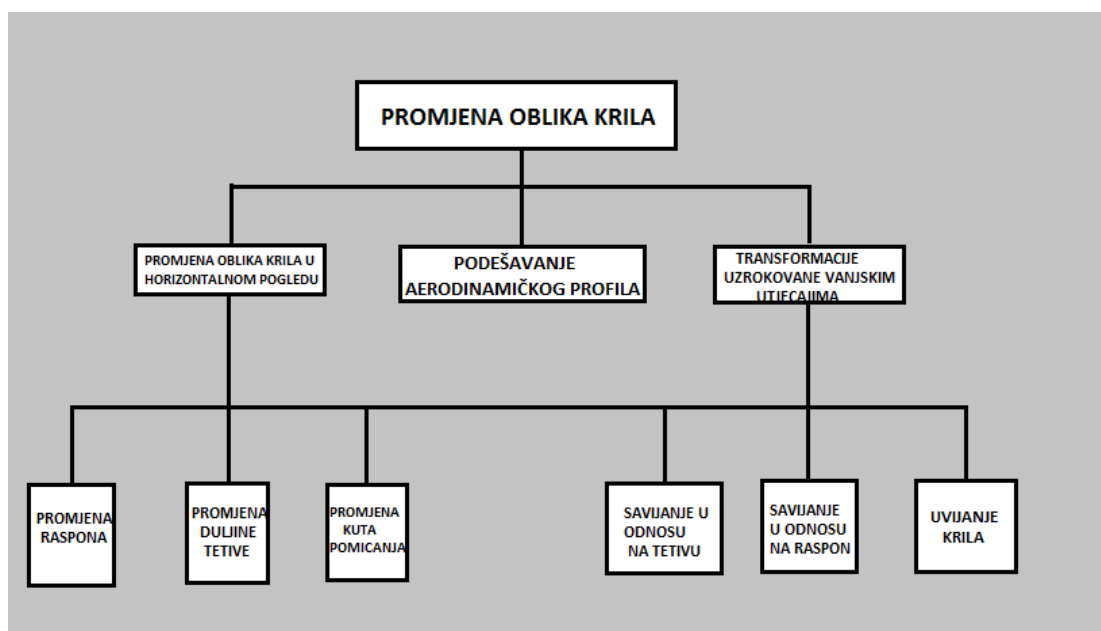 PROMJENA OBLIKA KRILA
PROMJENA OBLIKA KRILA U
HORIZONTALNOM POGLEDU
PODEŠAVANJE
AERODINAMIČKOG PROFILA
TRANSFORMACIJE
UZROKOVANE VANJSKIM
UTJECAJIMA
PROMJENA
RASPONA
PROMJENA
DULJINE
TETIVE
PROMJENA
KUTA
POMICANJA
SAVIJANJE U
ODNOSU
NA TETIVU
SAVIJANJE
U ODNOSU
NA RASPON
UVIJANJE
KRILA